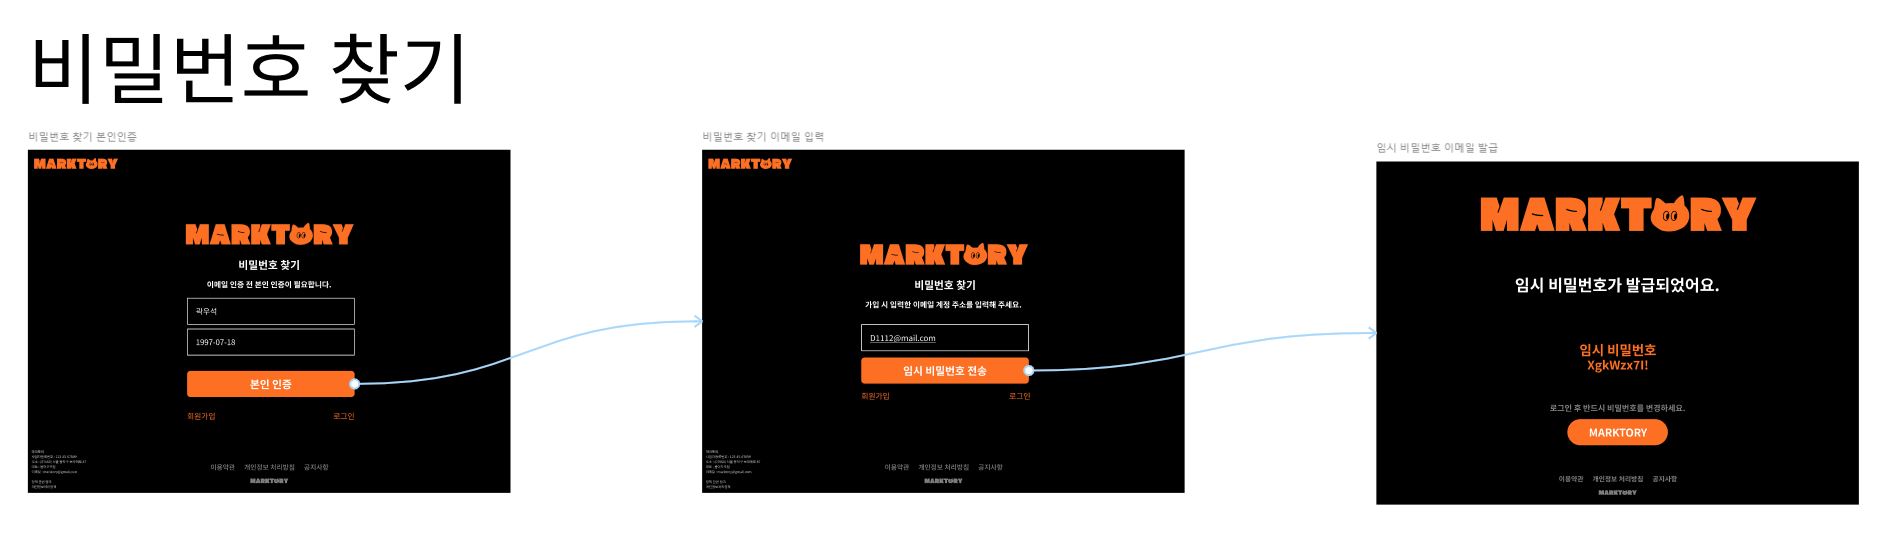 비밀번호 찾기
비밀번호 찾기 본인인증
MARKTORY
MARKTORY
비밀번호 찾기
이메일 인증 전 본인 인증이 필요합니다.
곽우석
1997-07-18
본인 인증
회원가입
로그인
이용약관 개인정보 처리방침 공지사항
MARKTORY
비밀번호 찾기 이메일 입력
MARKTORY
MARKTORY
비밀번호 찾기
가입 시 입력한 이메일 계정 주소를 입력해 주세요.
D1112@mail.com
임시 비밀번호 전송
회원가입
로그인
이용약관 개인정보 처리방침 공지사항
MARKTORY
임시 비밀번호 이메일 발급
MARKTORY
임시 비밀번호가 발급되었어요.
임시 비밀번호
XgkWzx7I!
로그인 후 반드시 비밀번호를 변경하세요.
MARKTORY
이용약관 개인정보 처리방침 공지사항
MARKTORY